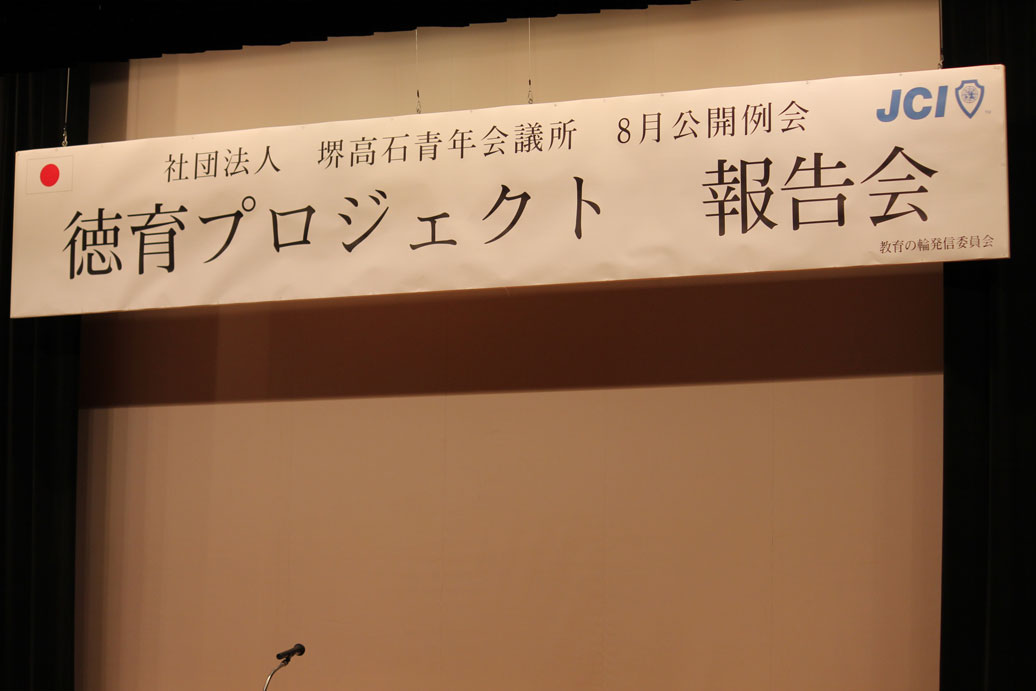 社団法人 堺高石青年会議所 8月公開例会
JCI
徳育プロジェクト 報告会
教育の輪発信委員会